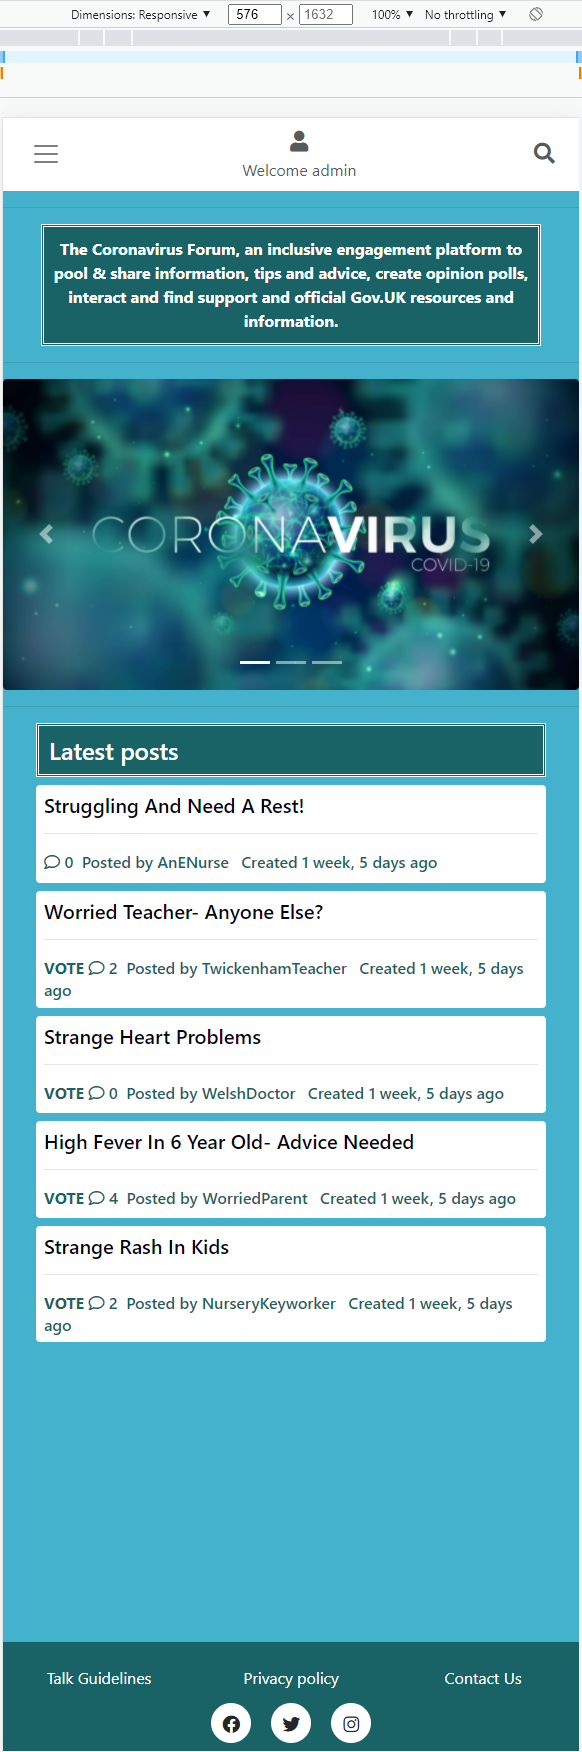 Dimensions: Responsive ▼ 576 × 1632 100% ▼ No throttling ▼
Welcome admin
The Coronavirus Forum, an inclusive engagement platform to
pool & share information, tips and advice, create opinion polls,
interact and find support and official Gov.UK resources and
information.
CORONAVIRUS
COVID-19
Latest posts
Struggling And Need A Rest!
0 Posted by AnENurse Created 1 week, 5 days ago
Worried Teacher- Anyone Else?
VOTE 2 Posted by TwickenhamTeacher Created 1 week, 5 days
ago
Strange Heart Problems
VOTE 0 Posted by WelshDoctor Created 1 week, 5 days ago
High Fever In 6 Year Old- Advice Needed
VOTE 4 Posted by WorriedParent Created 1 week, 5 days ago
Strange Rash In Kids
VOTE 2 Posted by NurseryKeyworker Created 1 week, 5 days
ago
Talk Guidelines Privacy policy Contact Us